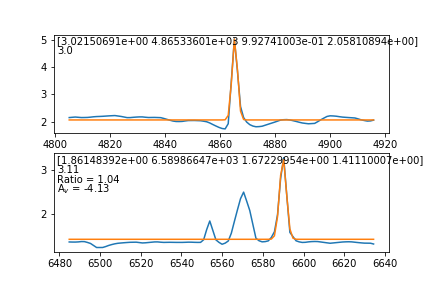 [3.02150691e+00 4.86533601e+03 9.92741003e-01 2.05810894e+00]
3.0
5
4
3
2
4800 4820 4840 4860 4880 4900 4920
[1.86148392e+00 6.58986647e+03 1.67229954e+00 1.41110007e+00]
3.11
Ratio = 1.04
Av = -4.13
3
2
6480 6500 6520 6540 6560 6580 6600 6620 6640